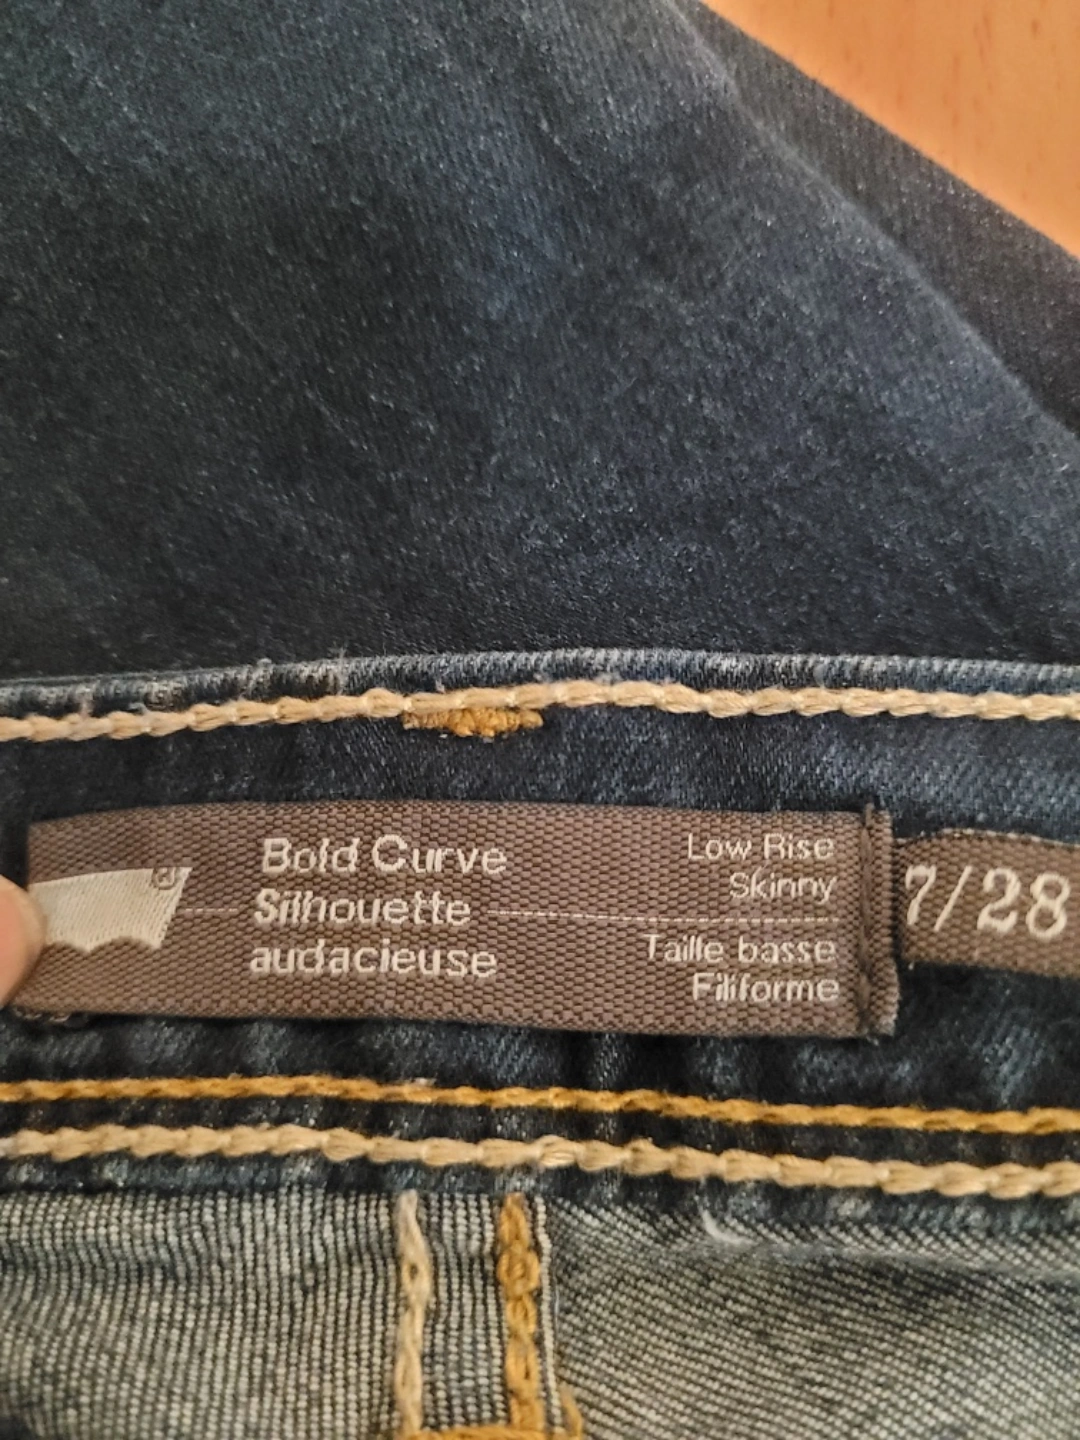 Bold Curve
Silhouette
audacieuse
Low Rise
Skinny
Taille basse
Filiforme
7/28